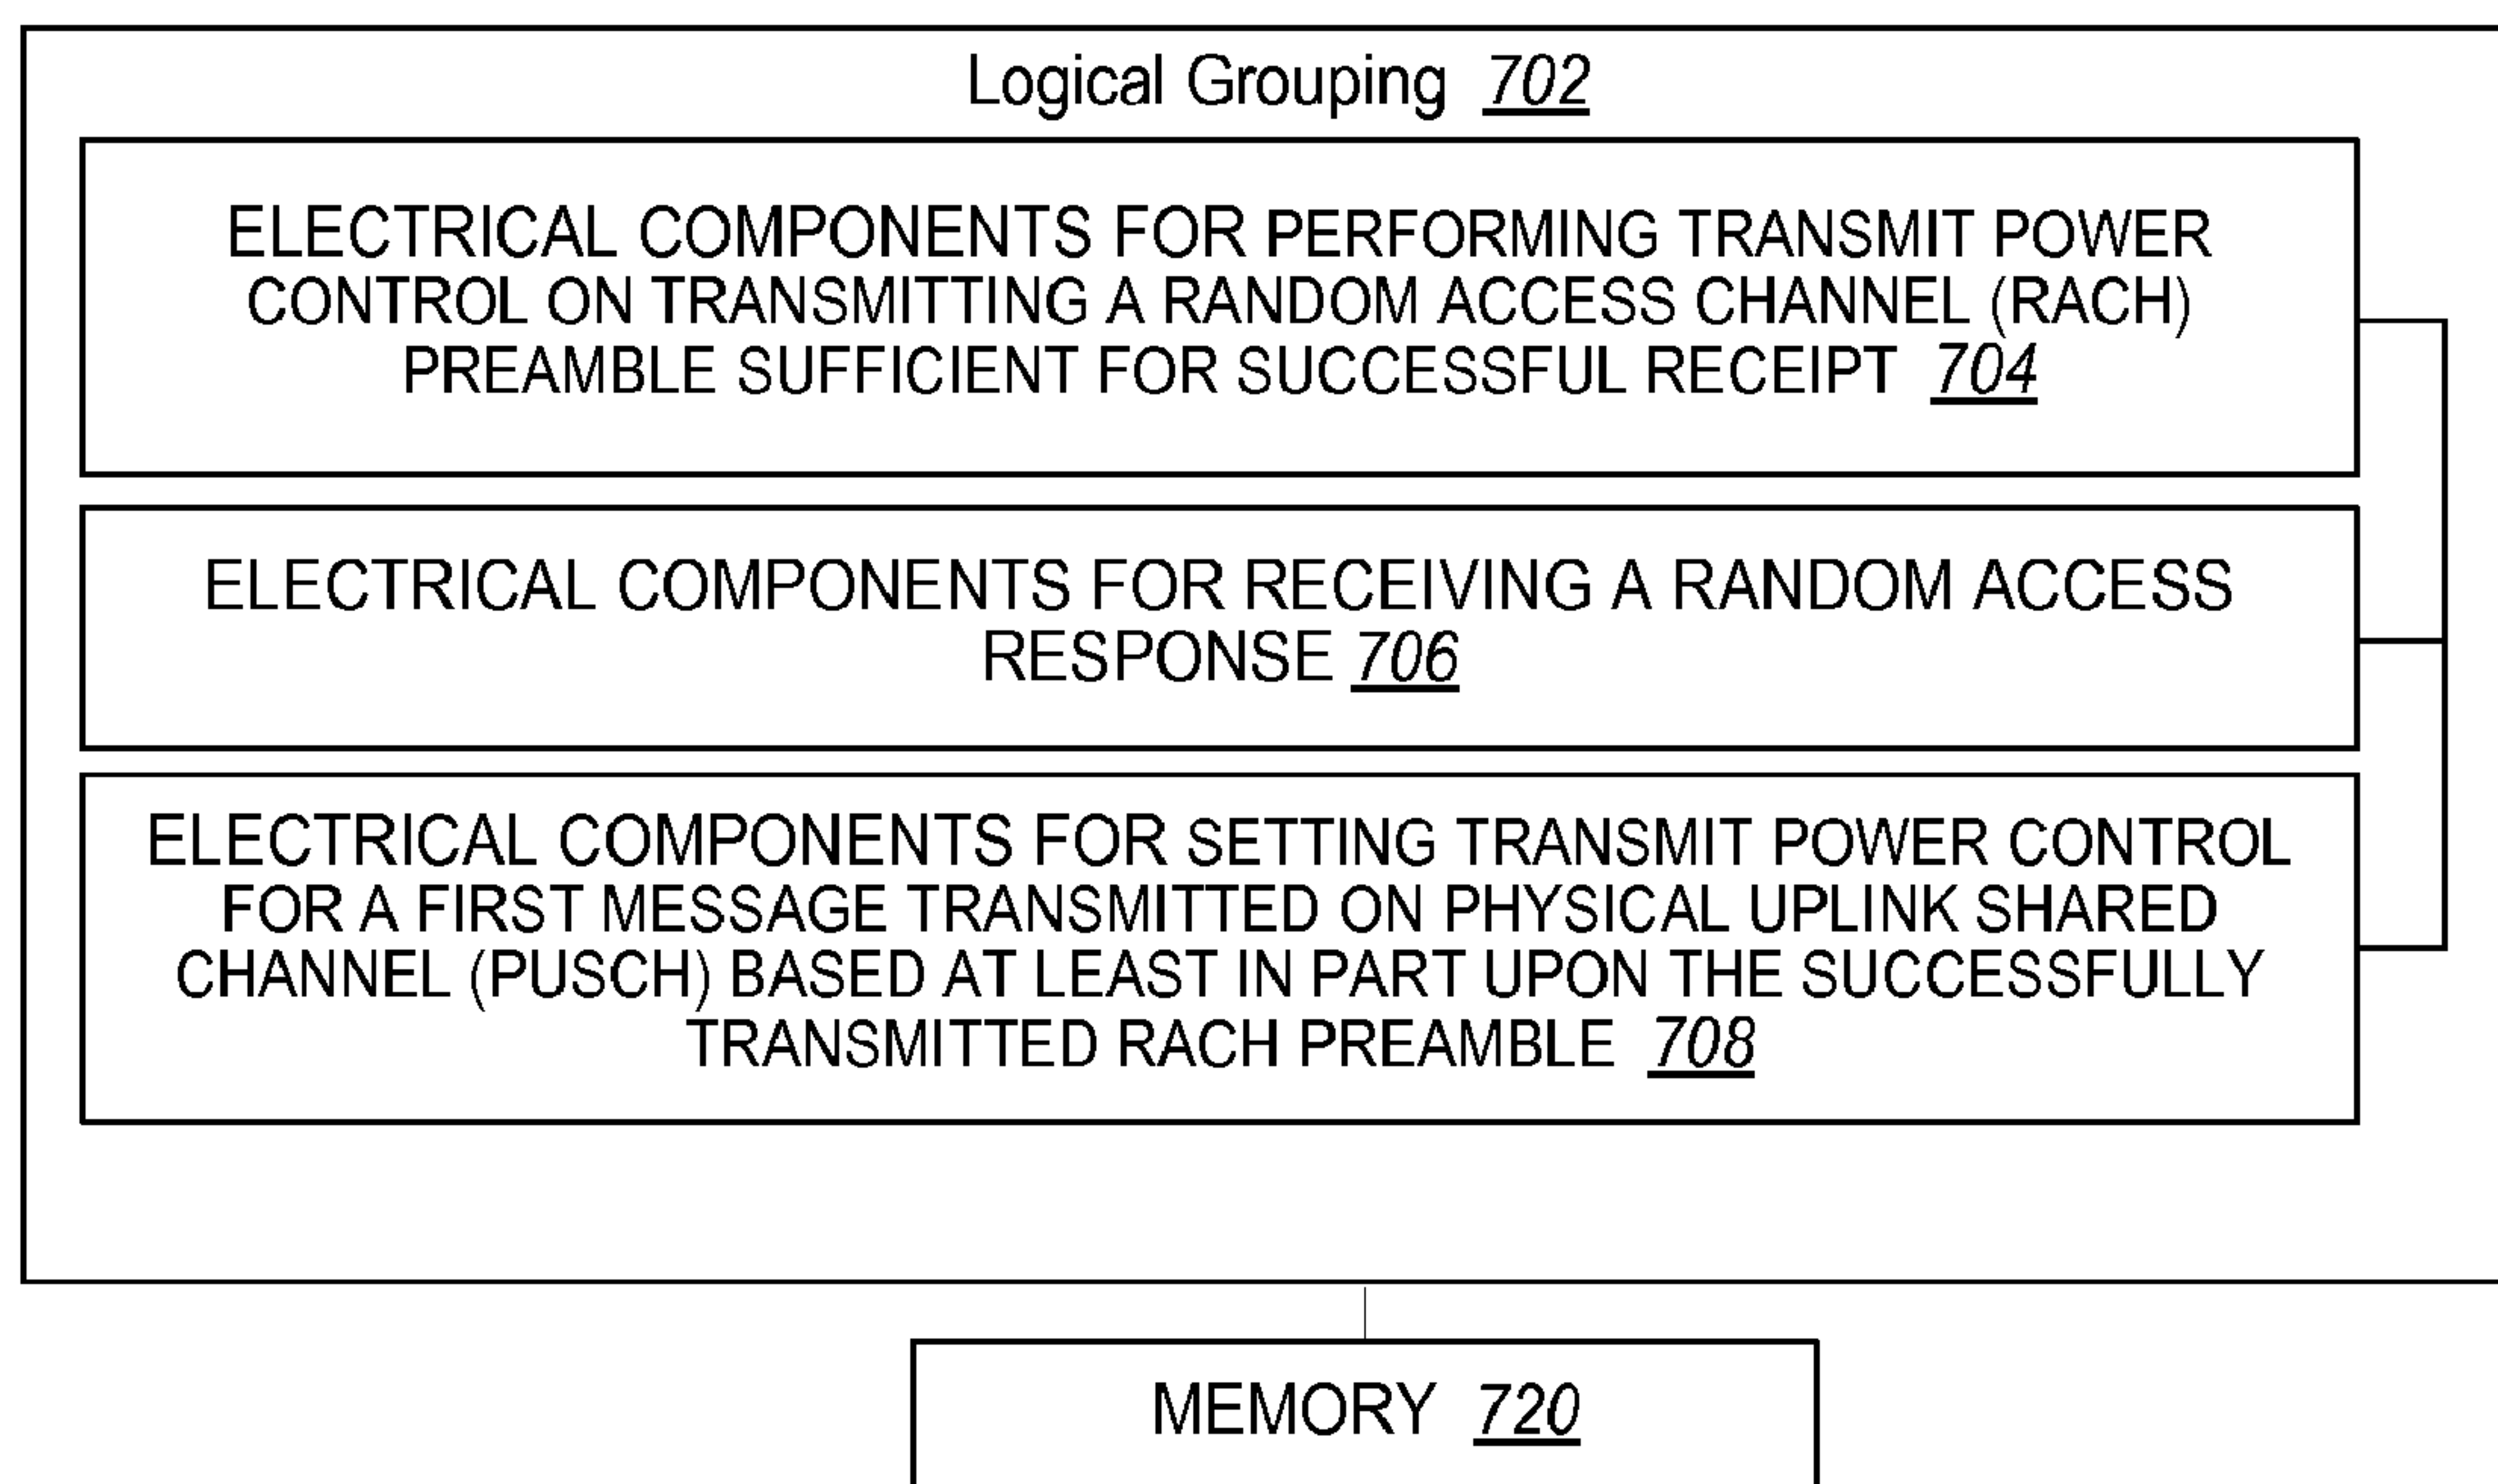 Logical Grouping 702
ELECTRICAL COMPONENTS FOR PERFORMING TRANSMIT POWER
CONTROL ON TRANSMITTING A RANDOM ACCESS CHANNEL (RACH)
PREAMBLE SUFFICIENT FOR SUCCESSFUL RECEIPT 704
ELECTRICAL COMPONENTS FOR RECEIVING A RANDOM ACCESS
RESPONSE 706
ELECTRICAL COMPONENTS FOR SETTING TRANSMIT POWER CONTROL
FOR A FIRST MESSAGE TRANSMITTED ON PHYSICAL UPLINK SHARED
CHANNEL (PUSCH) BASED AT LEAST IN PART UPON THE SUCCESSFULLY
TRANSMITTED RACH PREAMBLE 708
MEMORY 720